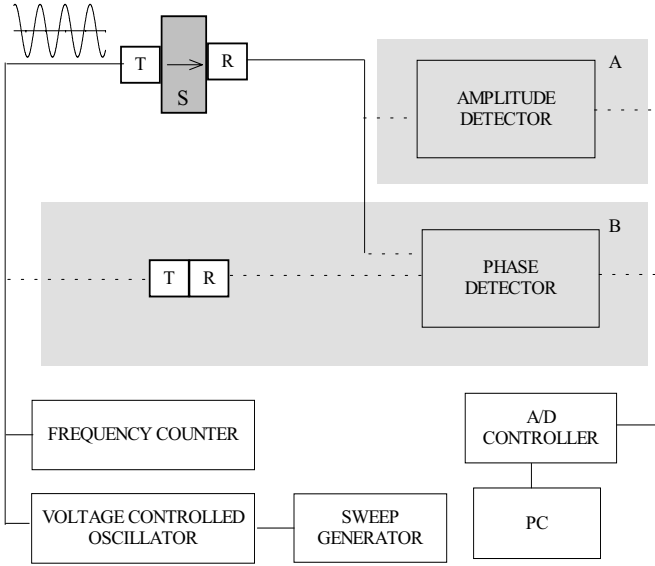 T
R
S
A
AMPLITUDE
DETECTOR
B
T
R
PHASE
DETECTOR
FREQUENCY COUNTER
A/D
CONTROLLER
VOLTAGE CONTROLLED
OSCILLATOR
SWEEP
GENERATOR
PC